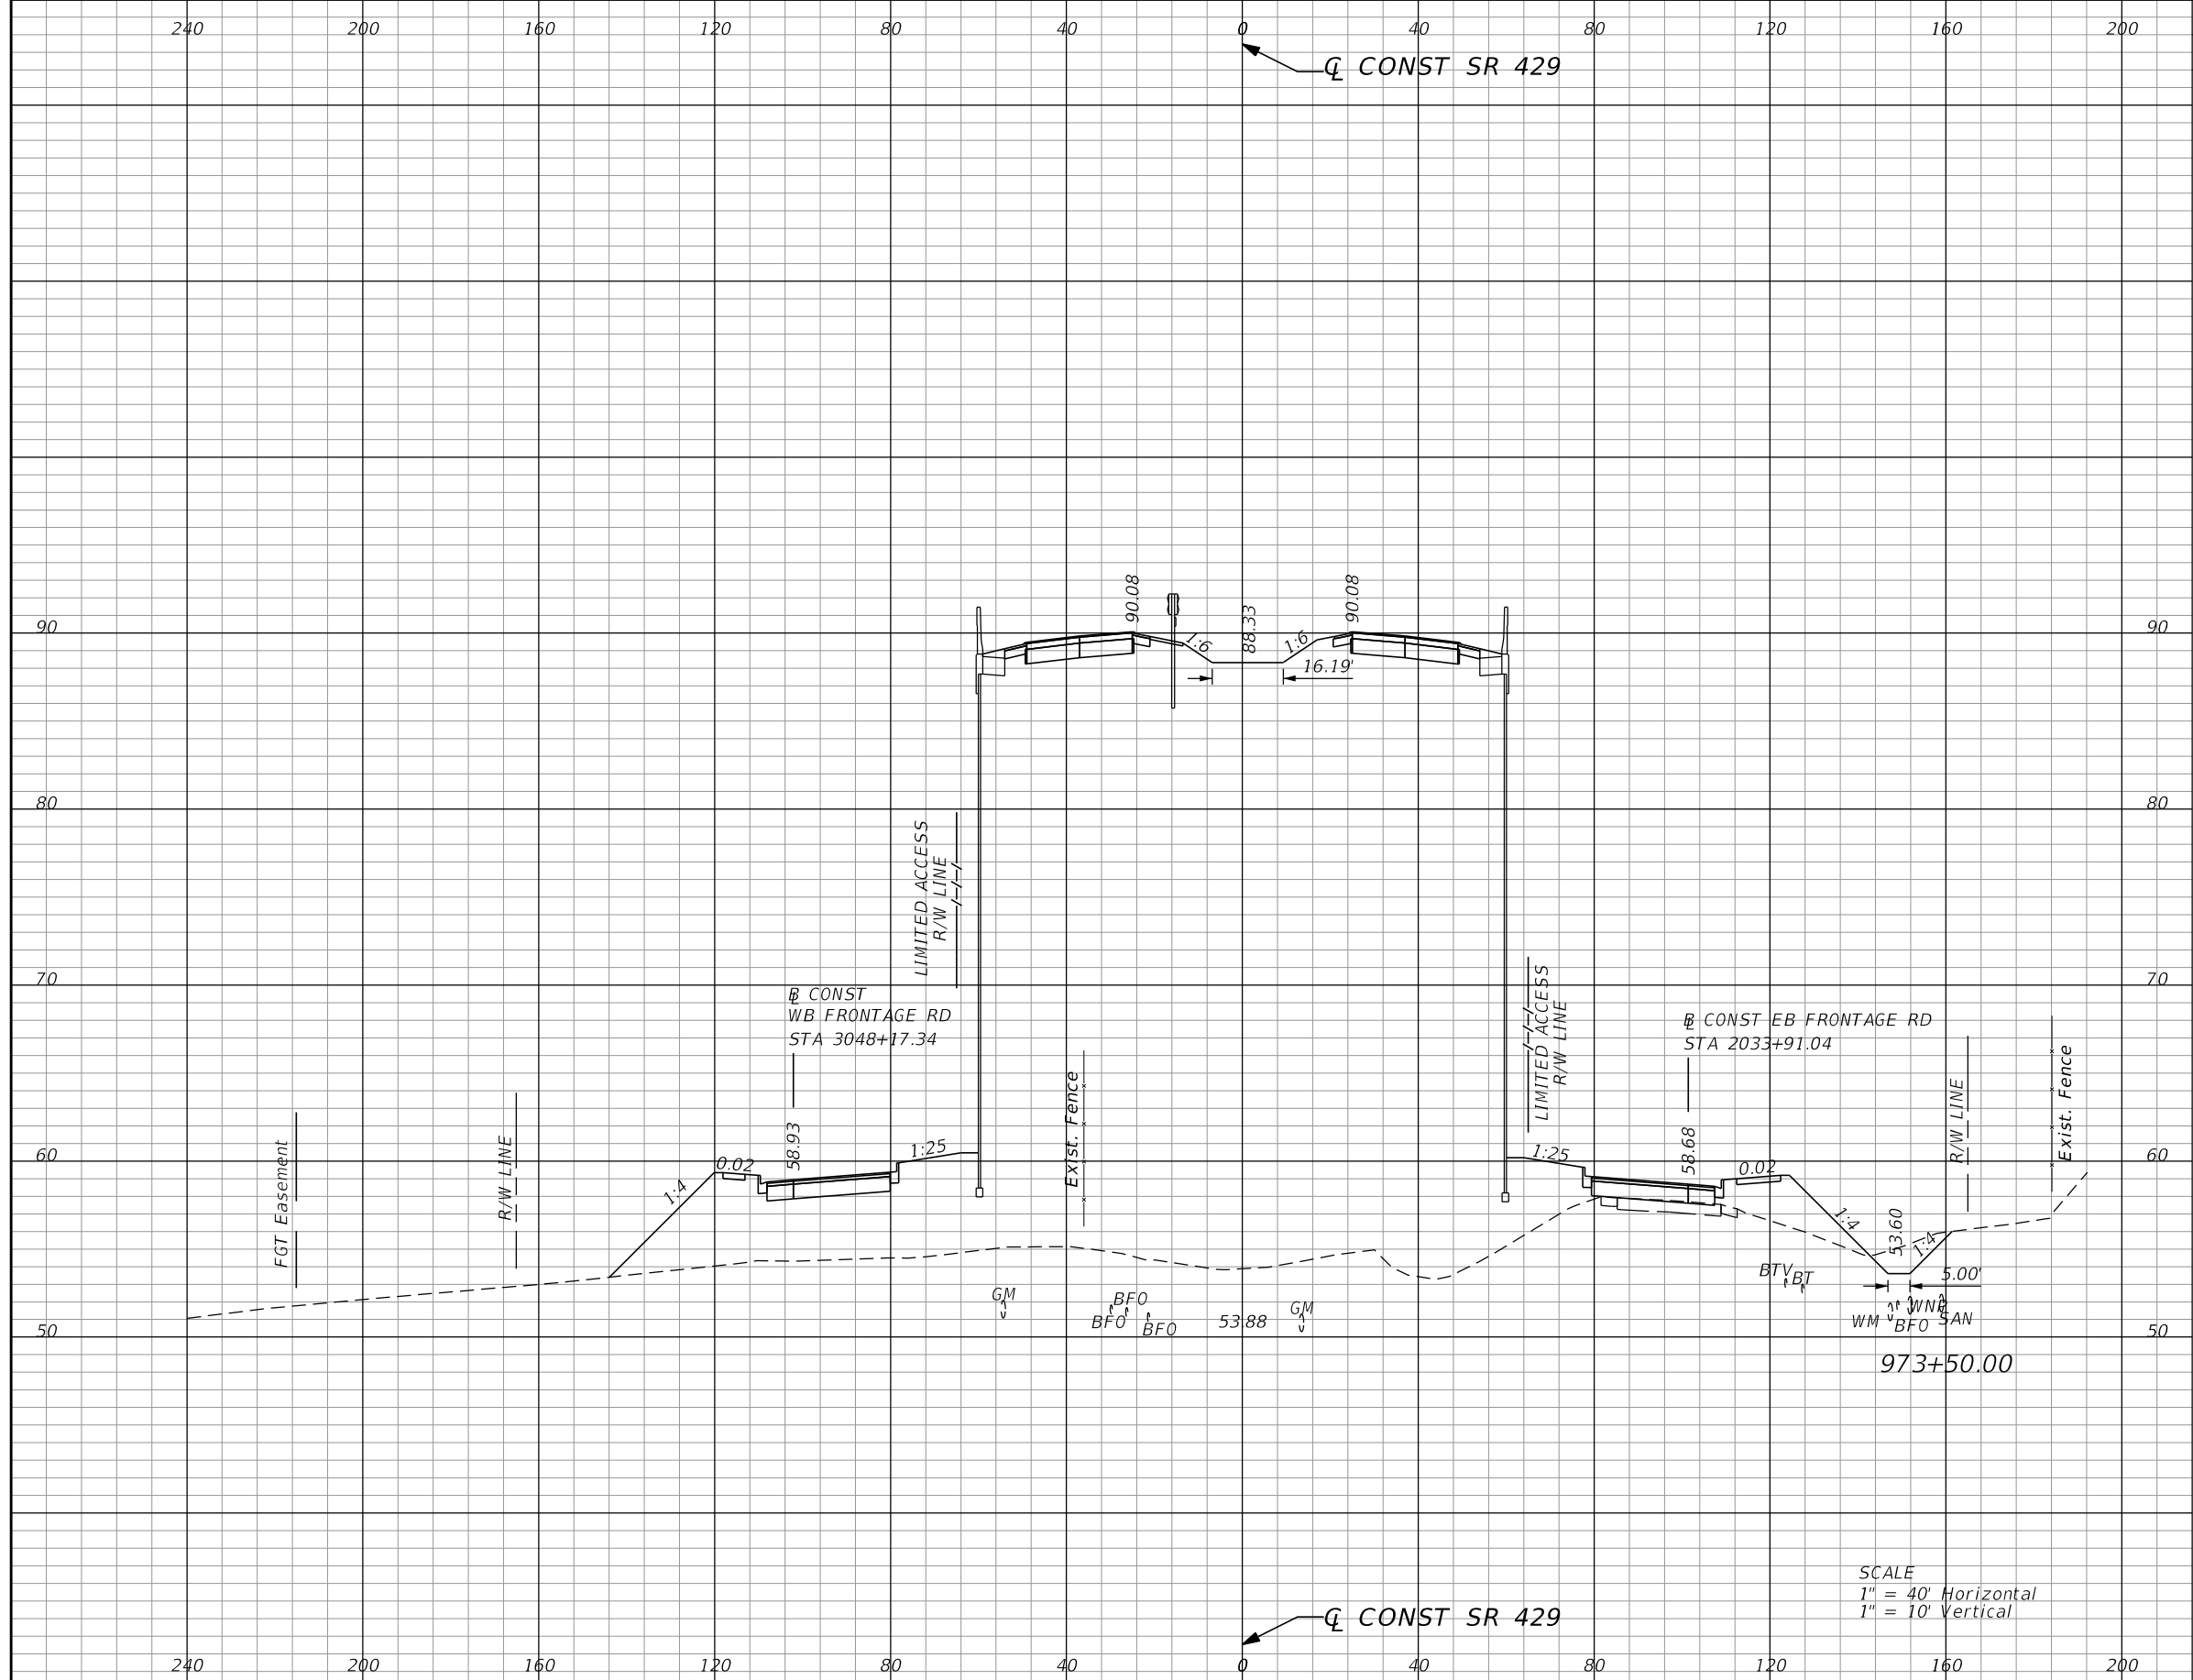 240 200 160 120 80 40 0 40 80 120 160 200
℄ CONST SR 429
90.08
88.33
90.08
90 1:6 1:6 90
16.19'
80 80
LIMITED ACCESS
R/W LINE
70 70
LIMITED ACCESS
R/W LINE
BL CONST
WB FRONTAGE RD
STA 3048+17.34
BL CONST EB FRONTAGE RD
STA 2033+91.04
FGT Easement
R/W LINE
Exist. Fence
R/W LINE
Exist. Fence
60 0.02 58.93 1:25 1:25 58.68 0.02 60
1:4
1:4 53.60 1:4
BTV BT 5.00'
GM BFO GM
BFO BFO 53.88 WM BFO WNP SAN
50 50
973+50.00
SCALE
1" = 40' Horizontal
1" = 10' Vertical
℄ CONST SR 429
240 200 160 120 80 40 0 40 80 120 160 200